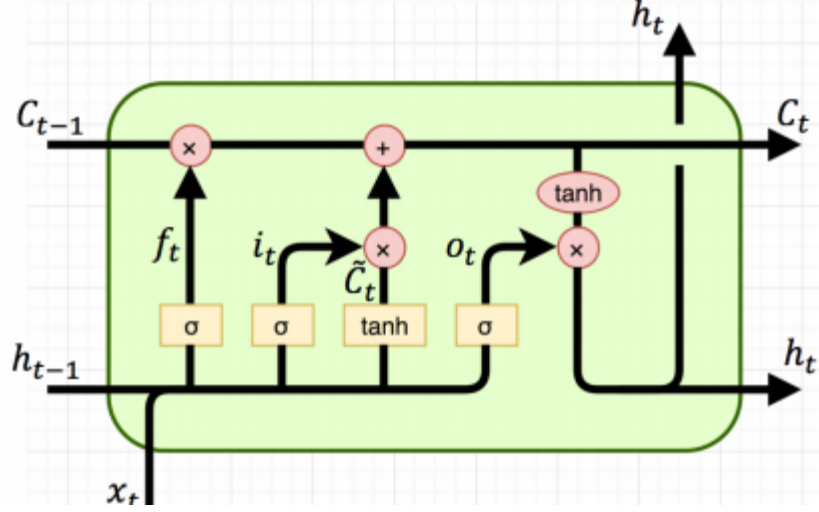 h_t
C_{t-1}
C_t
×
+
tanh
f_t
i_t
×
o_t
×
C̃_t
σ
σ
tanh
σ
h_{t-1}
h_t
x_t